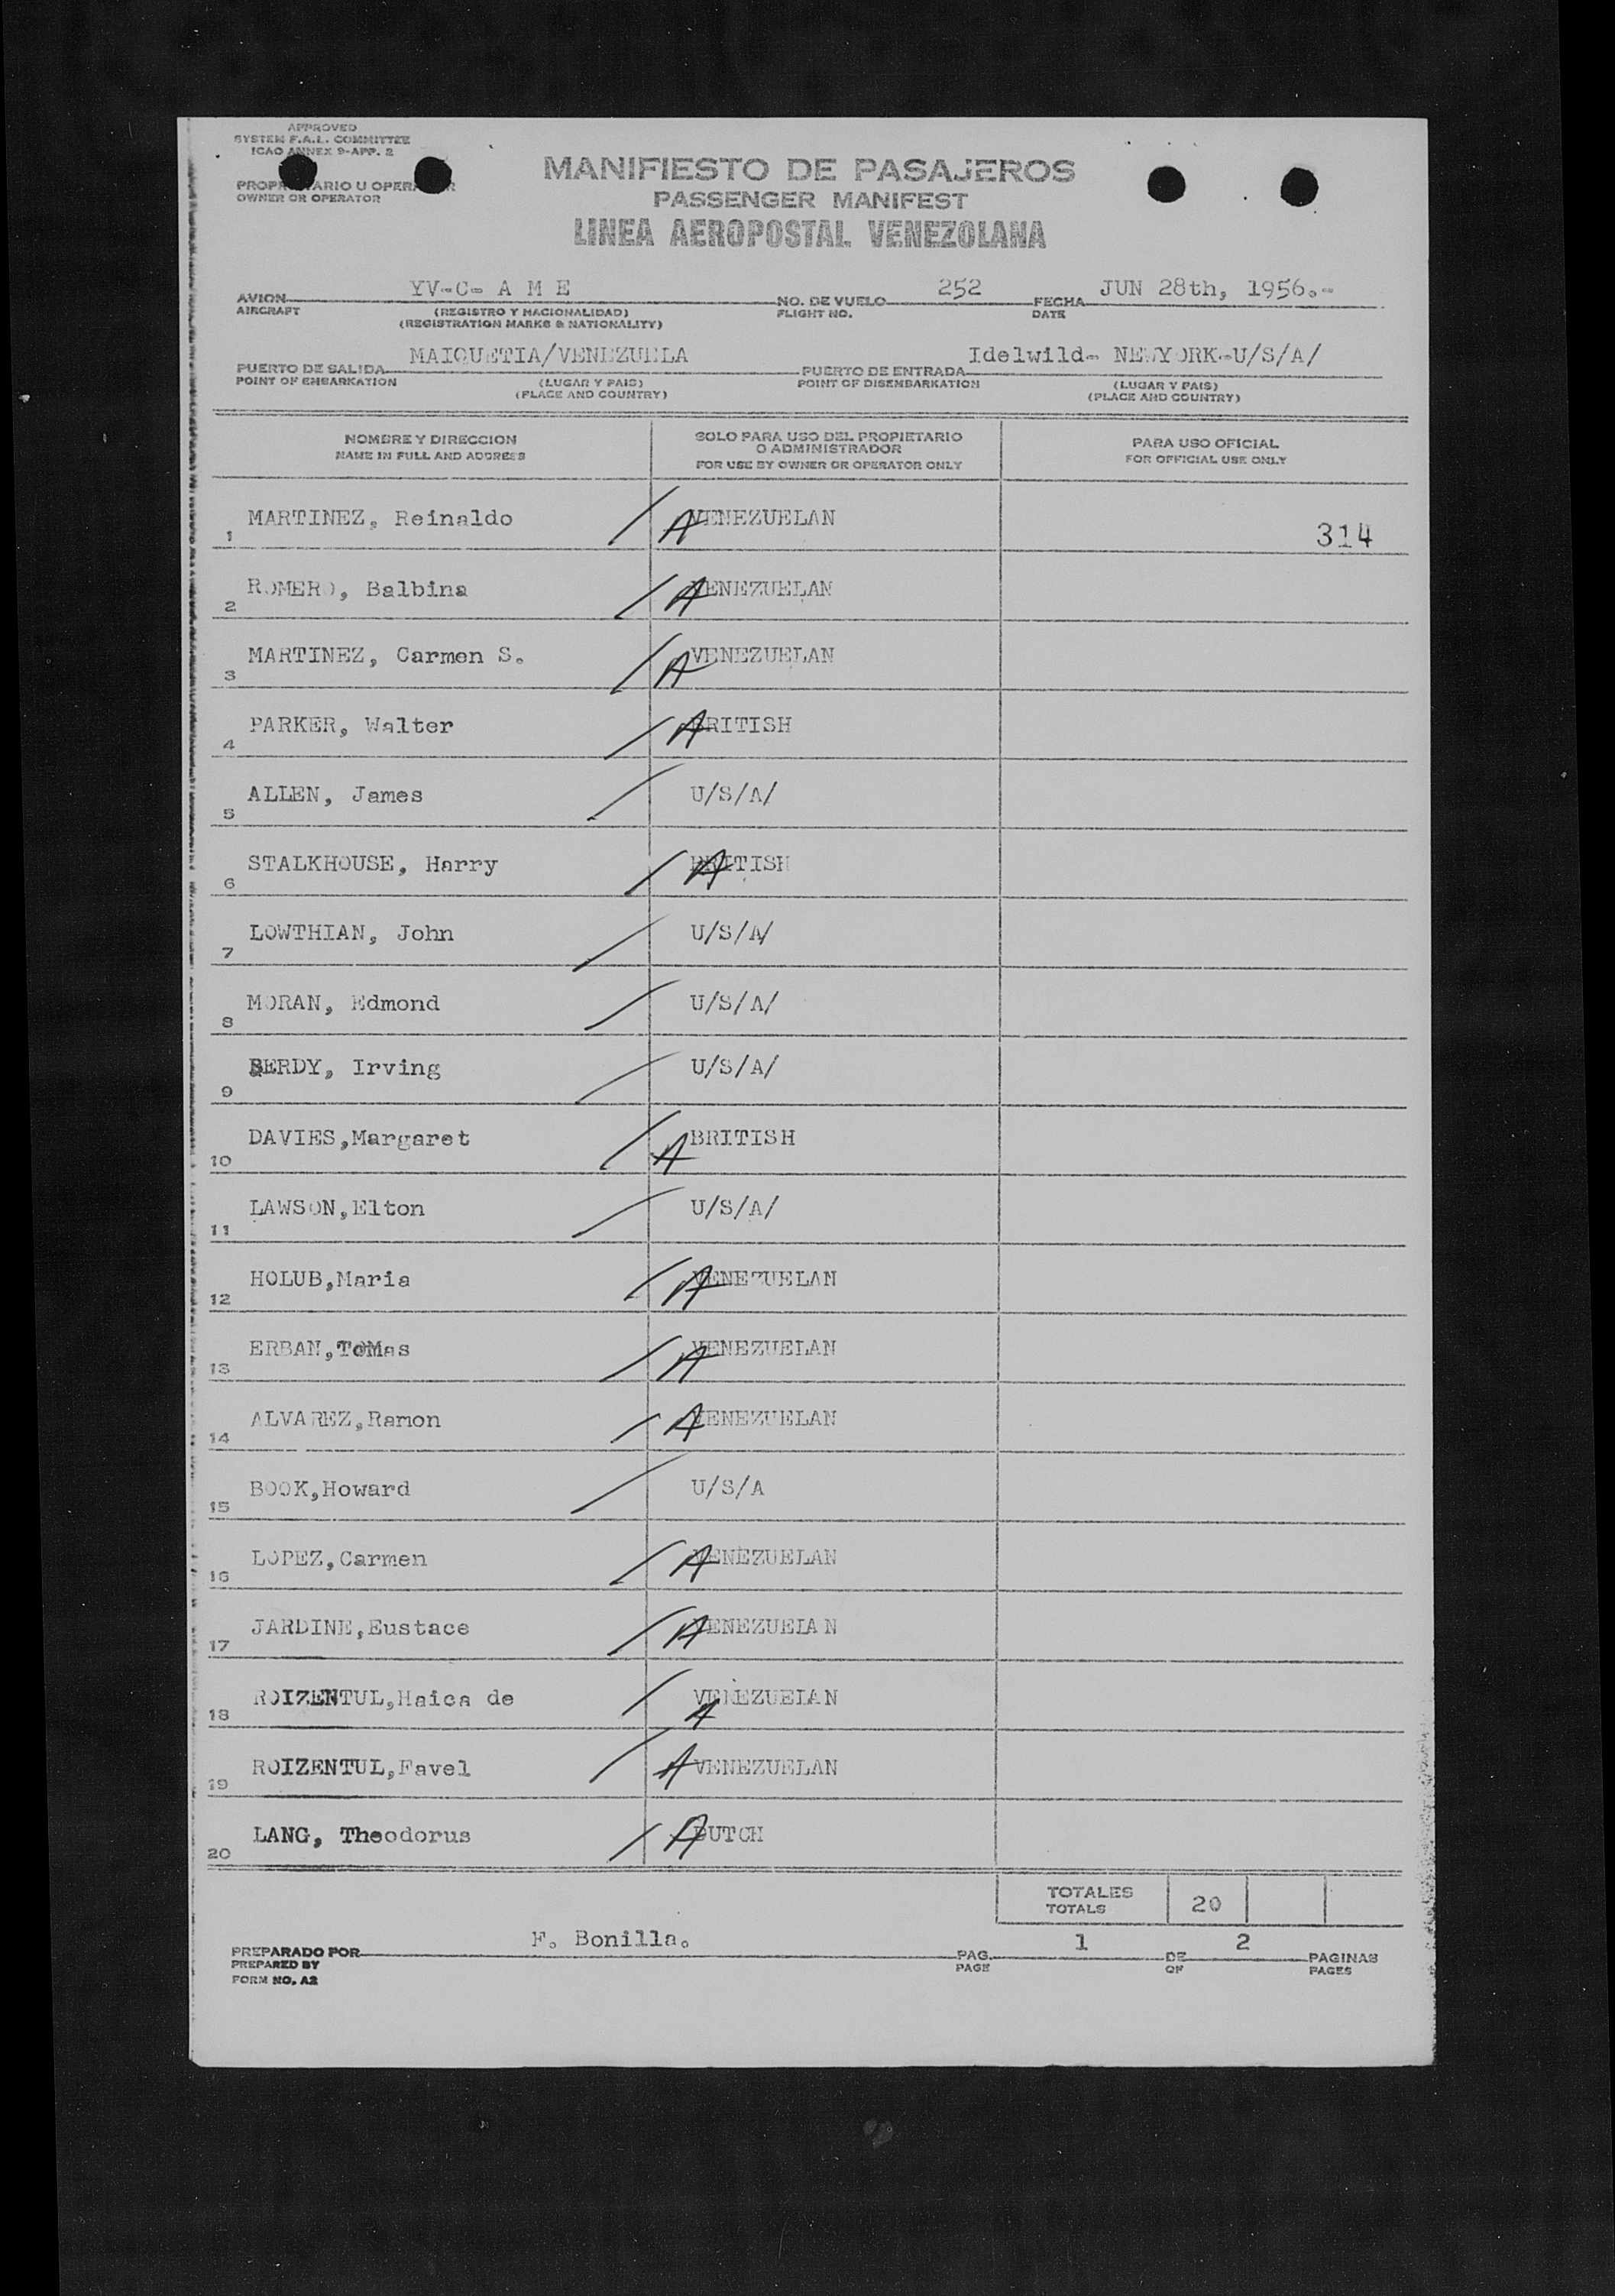 APPROVED
SYSTEM F.A.L. COMMITTEE
ICAO ANNEX 9-APP. 2
MANIFIESTO DE PASAJEROS
PASSENGER MANIFEST
LINEA AEROPOSTAL VENEZOLANA
PROPIETARIO U OPERADOR
OWNER OR OPERATOR
AVION YV-C- A M E NO. DE VUELO 252 FECHA JUN 28th, 1956.-
AIRCRAFT (REGISTRO Y NACIONALIDAD) FLIGHT NO. DATE
(REGISTRATION MARKS & NATIONALITY)
PUERTO DE SALIDA MAIQUETIA/VENEZUELA PUERTO DE ENTRADA Idelwild- NEWYORK-U/S/A/
POINT OF EMBARKATION (LUGAR Y PAIS) POINT OF DISEMBARKATION (LUGAR Y PAIS)
(PLACE AND COUNTRY) (PLACE AND COUNTRY)
NOMBRE Y DIRECCION SOLO PARA USO DEL PROPIETARIO PARA USO OFICIAL
NAME IN FULL AND ADDRESS O ADMINISTRADOR FOR OFFICIAL USE ONLY
FOR USE BY OWNER OR OPERATOR ONLY
1 MARTINEZ, Reinaldo / A VENEZUELAN 314
2 ROMERO, Balbina / A VENEZUELAN
3 MARTINEZ, Carmen S. / A VENEZUELAN
4 PARKER, Walter / A BRITISH
5 ALLEN, James / U/S/A/
6 STALKHOUSE, Harry / A BRITISH
7 LOWTHIAN, John / U/S/A/
8 MORAN, Edmond / U/S/A/
9 BERDY, Irving / U/S/A/
10 DAVIES,Margaret / A BRITISH
11 LAWSON,Elton / U/S/A/
12 HOLUB,Maria / A VENEZUELAN
13 ERBAN,ToMas / A VENEZUELAN
14 ALVAREZ,Ramon / A VENEZUELAN
15 BOOK,Howard / U/S/A
16 LOPEZ,Carmen / A VENEZUELAN
17 JARDINE,Eustace / A VENEZUELAN
18 ROIZENTUL,Haica de / A VENEZUELAN
19 ROIZENTUL,Favel / A VENEZUELAN
20 LANG, Theodorus / A DUTCH
TOTALES 20
TOTALS
PREPARADO POR F. Bonilla. PAG. 1 DE 2 PAGINAS
PREPARED BY PAGE OF PAGES
FORM NO. A2